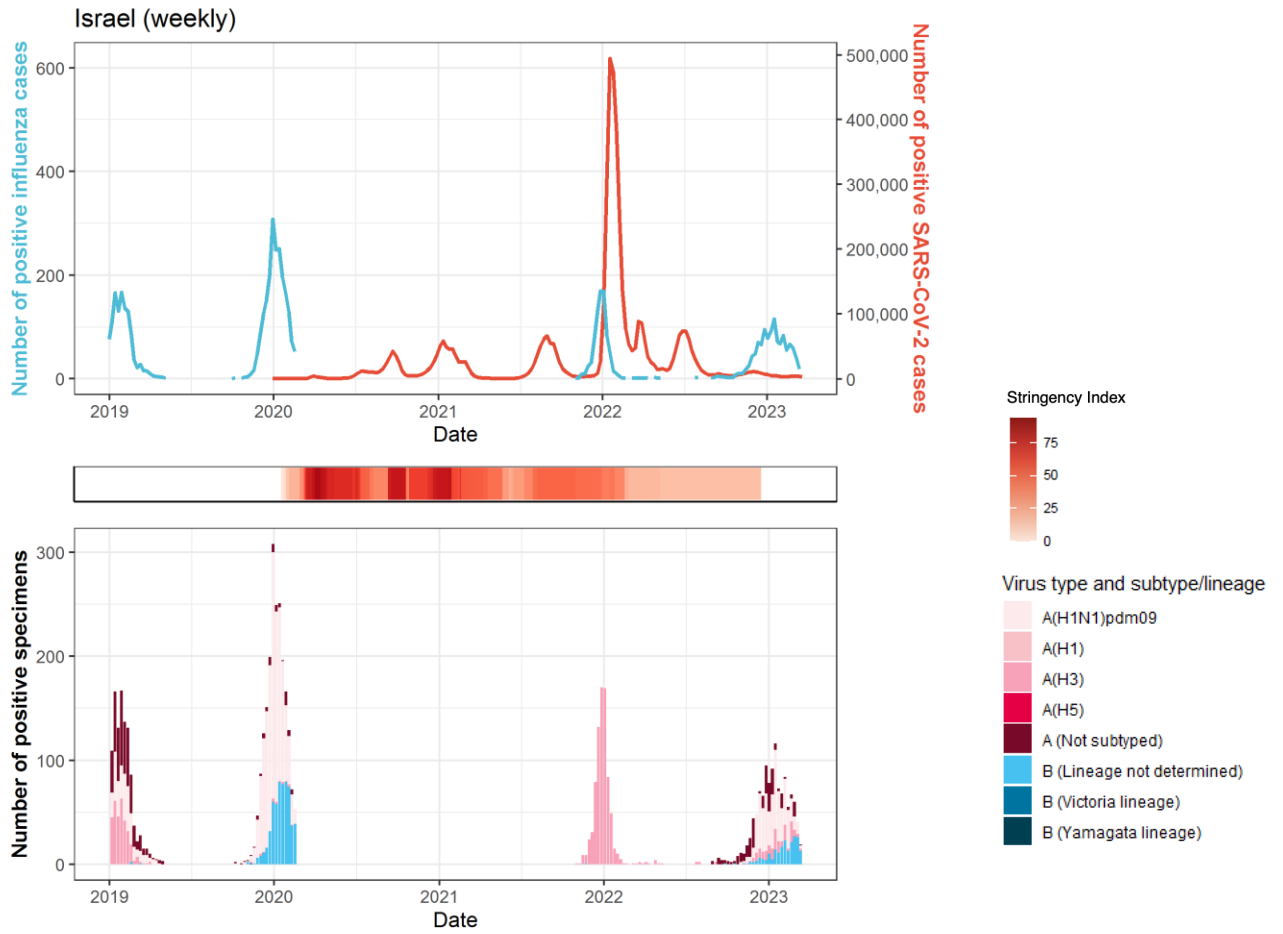 Israel (weekly)
Number of positive influenza cases
600
400
200
0
500,000
400,000
300,000
200,000
100,000
0
Number of positive SARS-CoV-2 cases
2019 2020 2021 2022 2023
Date
Stringency Index
75
50
25
0
Number of positive specimens
300
200
100
0
2019 2020 2021 2022 2023
Date
Virus type and subtype/lineage
A(H1N1)pdm09
A(H1)
A(H3)
A(H5)
A (Not subtyped)
B (Lineage not determined)
B (Victoria lineage)
B (Yamagata lineage)